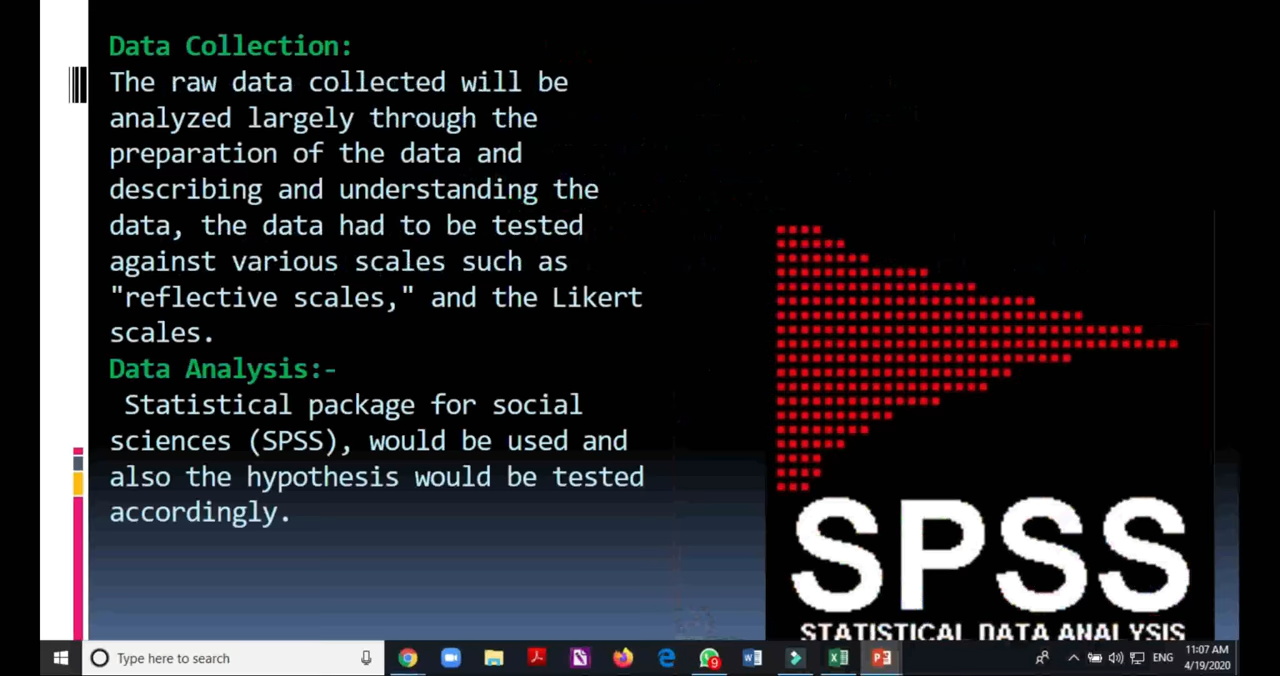 Data Collection:
The raw data collected will be
analyzed largely through the
preparation of the data and
describing and understanding the
data, the data had to be tested
against various scales such as
"reflective scales," and the Likert
scales.
Data Analysis:-
Statistical package for social
sciences (SPSS), would be used and
also the hypothesis would be tested
accordingly.
SPSS
STATISTICAL DATA ANALYSIS
Type here to search
9
ENG
11:07 AM
4/19/2020